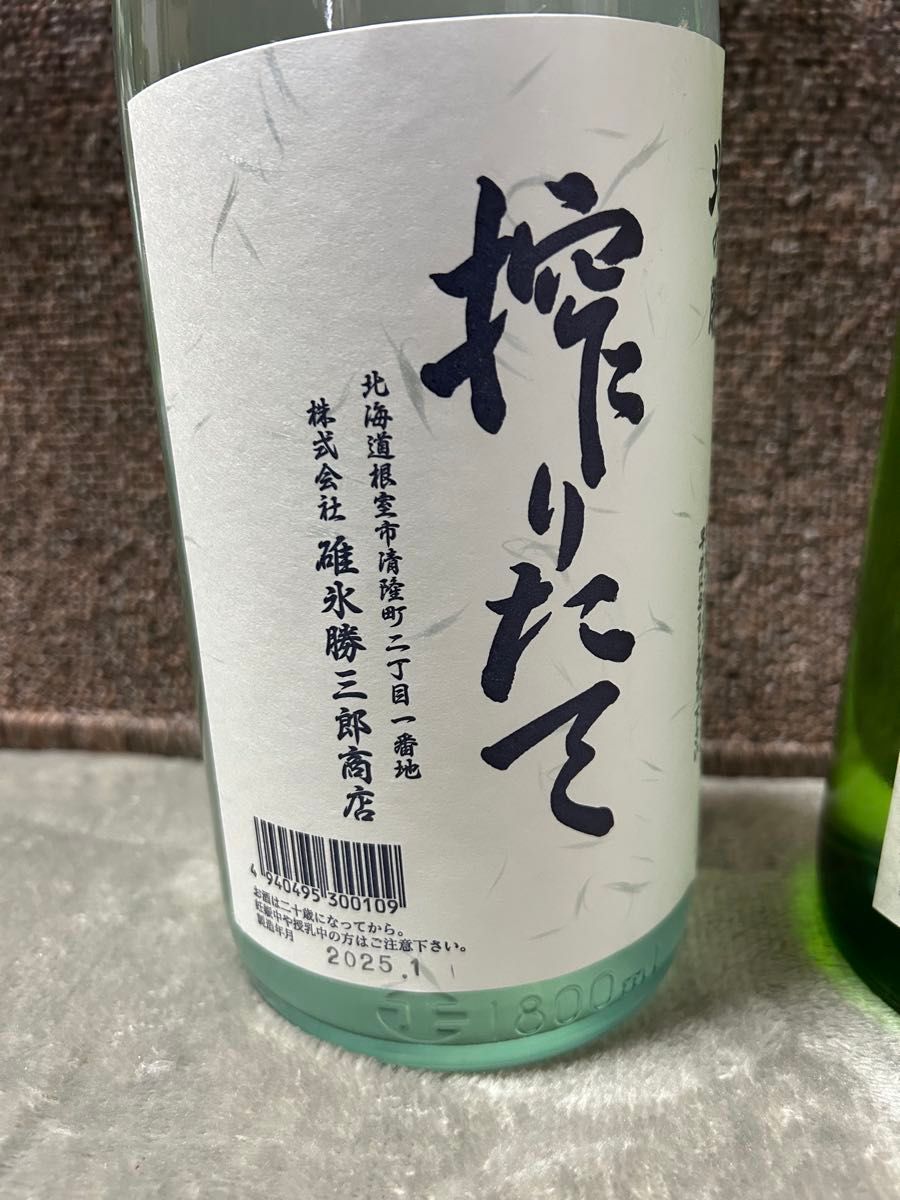 搾りたて
北海道根室市清隆町二丁目一番地
株式会社 碓氷勝三郎商店
4 940495 300109
お酒は二十歳になってから。
妊娠中や授乳中の方はご注意下さい。
製造年月
2025.1
正 1800ml